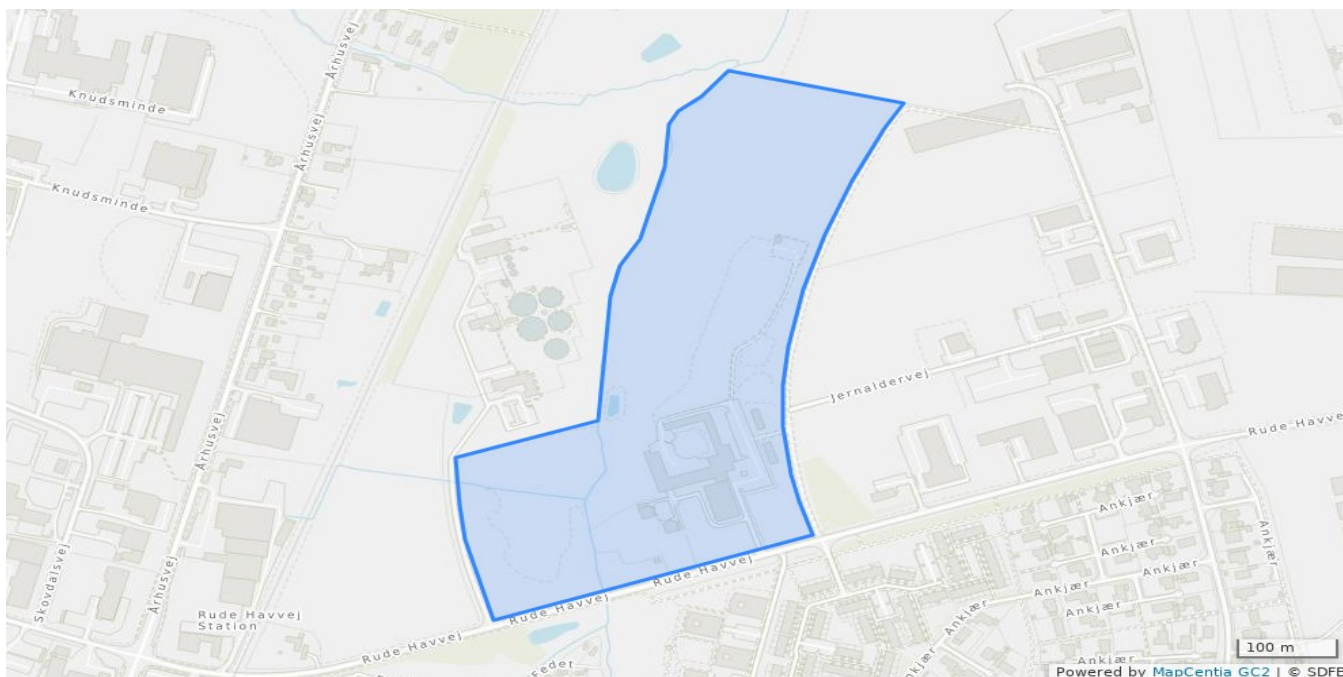 Knudsminde
Århusvej
Århusvej
Knudsminde
Jernaldervej
Rude Havvej
Århusvej
Skovdalsvej
Århusvej
Ankjær
Ankjær
Ankjær
Ankjær
Ankjær
Ankjær
Rude Havvej
Rude Havvej
Rude Havvej
Station
Rude Havvej
Fedet
100 m
Powered by MapCentia GC2 | © SDFE